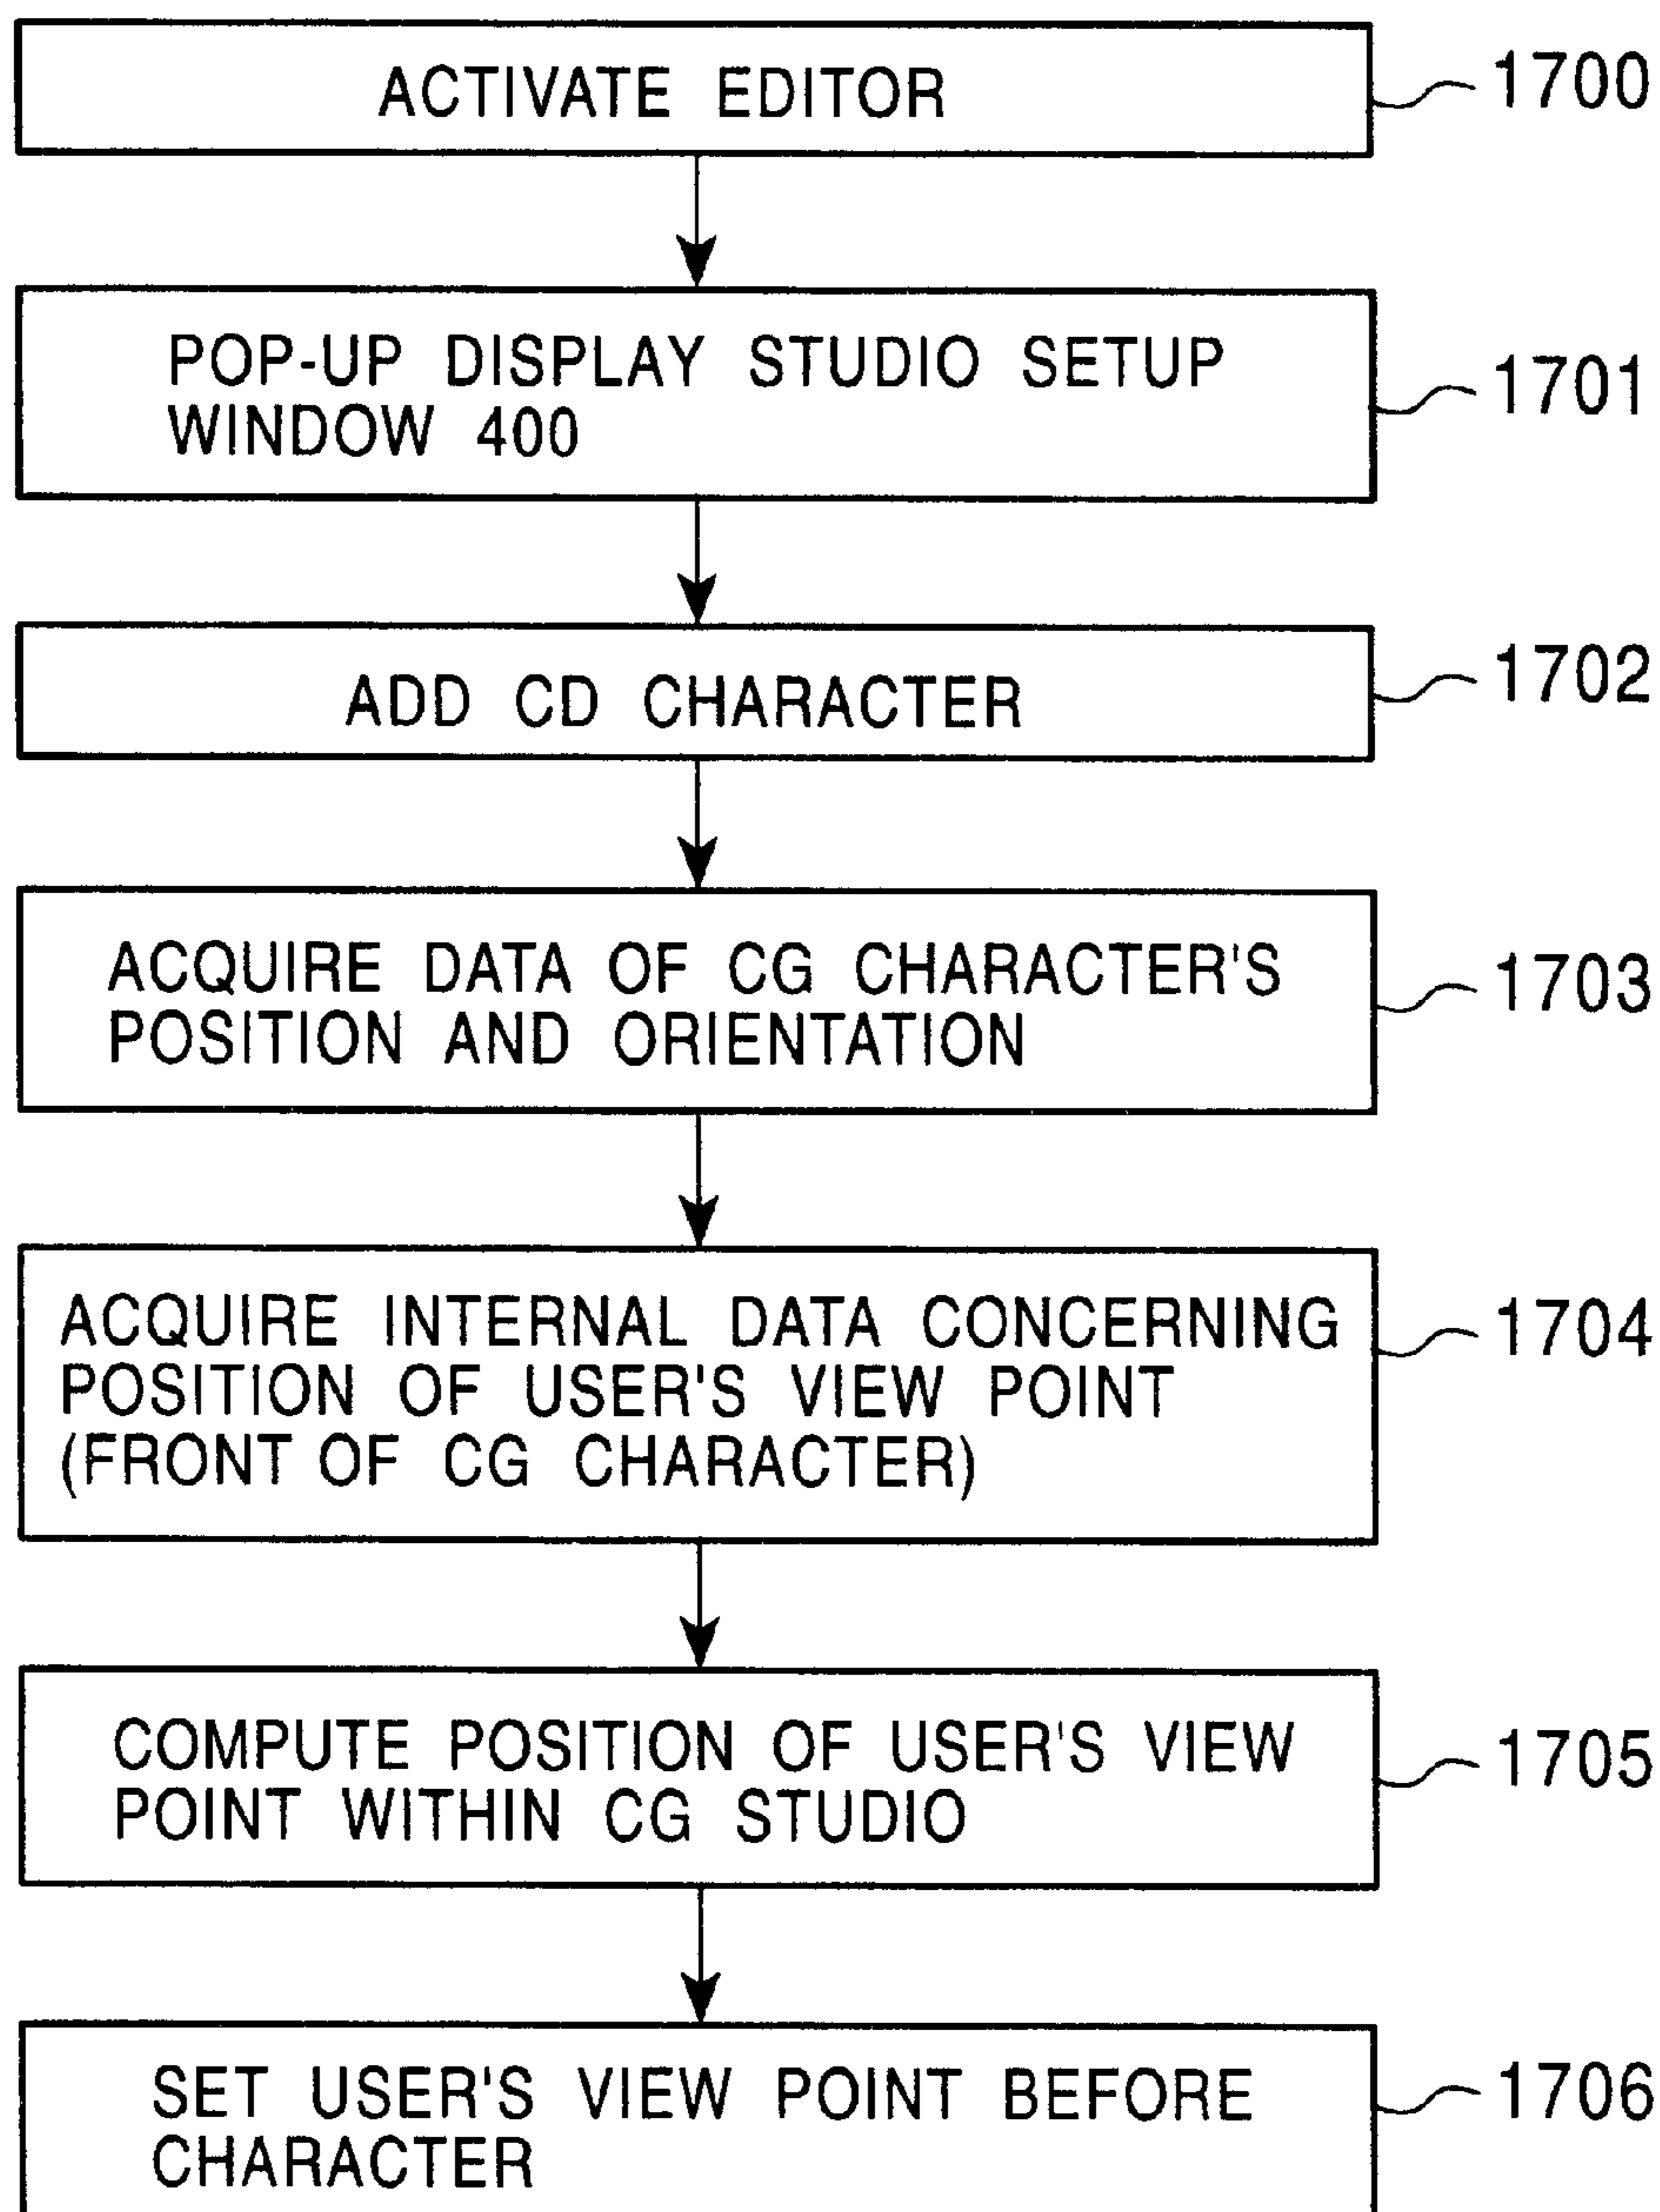 ACTIVATE EDITOR
1700
POP-UP DISPLAY STUDIO SETUP
WINDOW 400
1701
ADD CD CHARACTER
1702
ACQUIRE DATA OF CG CHARACTER'S
POSITION AND ORIENTATION
1703
ACQUIRE INTERNAL DATA CONCERNING
POSITION OF USER'S VIEW POINT
(FRONT OF CG CHARACTER)
1704
COMPUTE POSITION OF USER'S VIEW
POINT WITHIN CG STUDIO
1705
SET USER'S VIEW POINT BEFORE
CHARACTER
1706